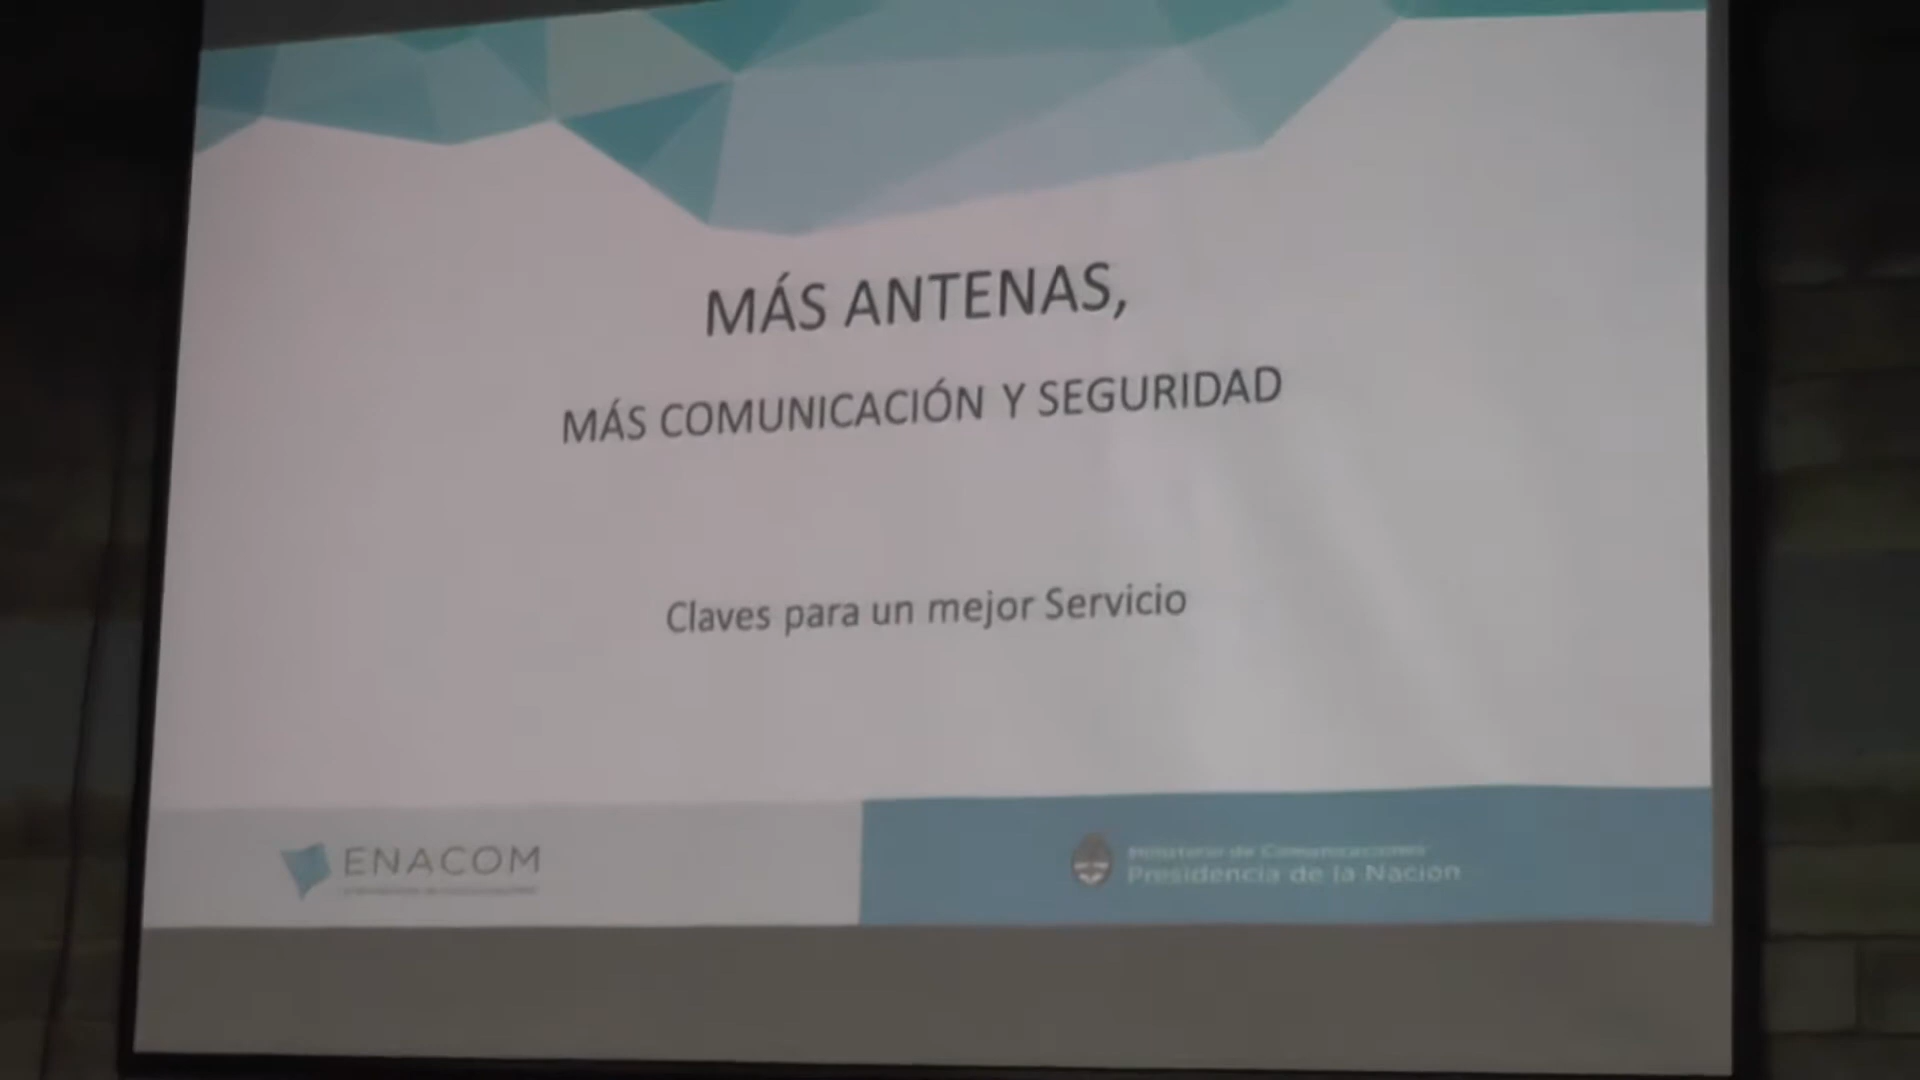 MÁS ANTENAS,
MÁS COMUNICACIÓN Y SEGURIDAD
Claves para un mejor Servicio
ENACOM
Ministerio de Comunicaciones
Presidencia de la Nación